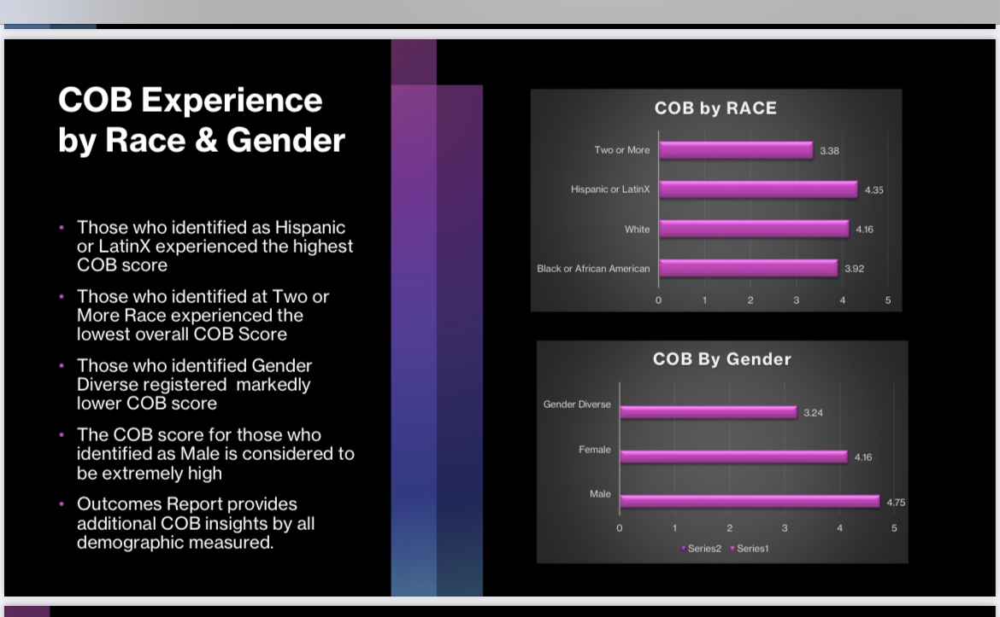 COB Experience
by Race & Gender
• Those who identified as Hispanic
or LatinX experienced the highest
COB score
• Those who identified at Two or
More Race experienced the
lowest overall COB Score
• Those who identified Gender
Diverse registered  markedly
lower COB score
• The COB score for those who
identified as Male is considered to
be extremely high
• Outcomes Report provides
additional COB insights by all
demographic measured.
COB by RACE
Two or More 3.38
Hispanic or LatinX 4.35
White 4.16
Black or African American 3.92
0 1 2 3 4 5
COB By Gender
Gender Diverse 3.24
Female 4.16
Male 4.75
0 1 2 3 4 5
Series2 Series1